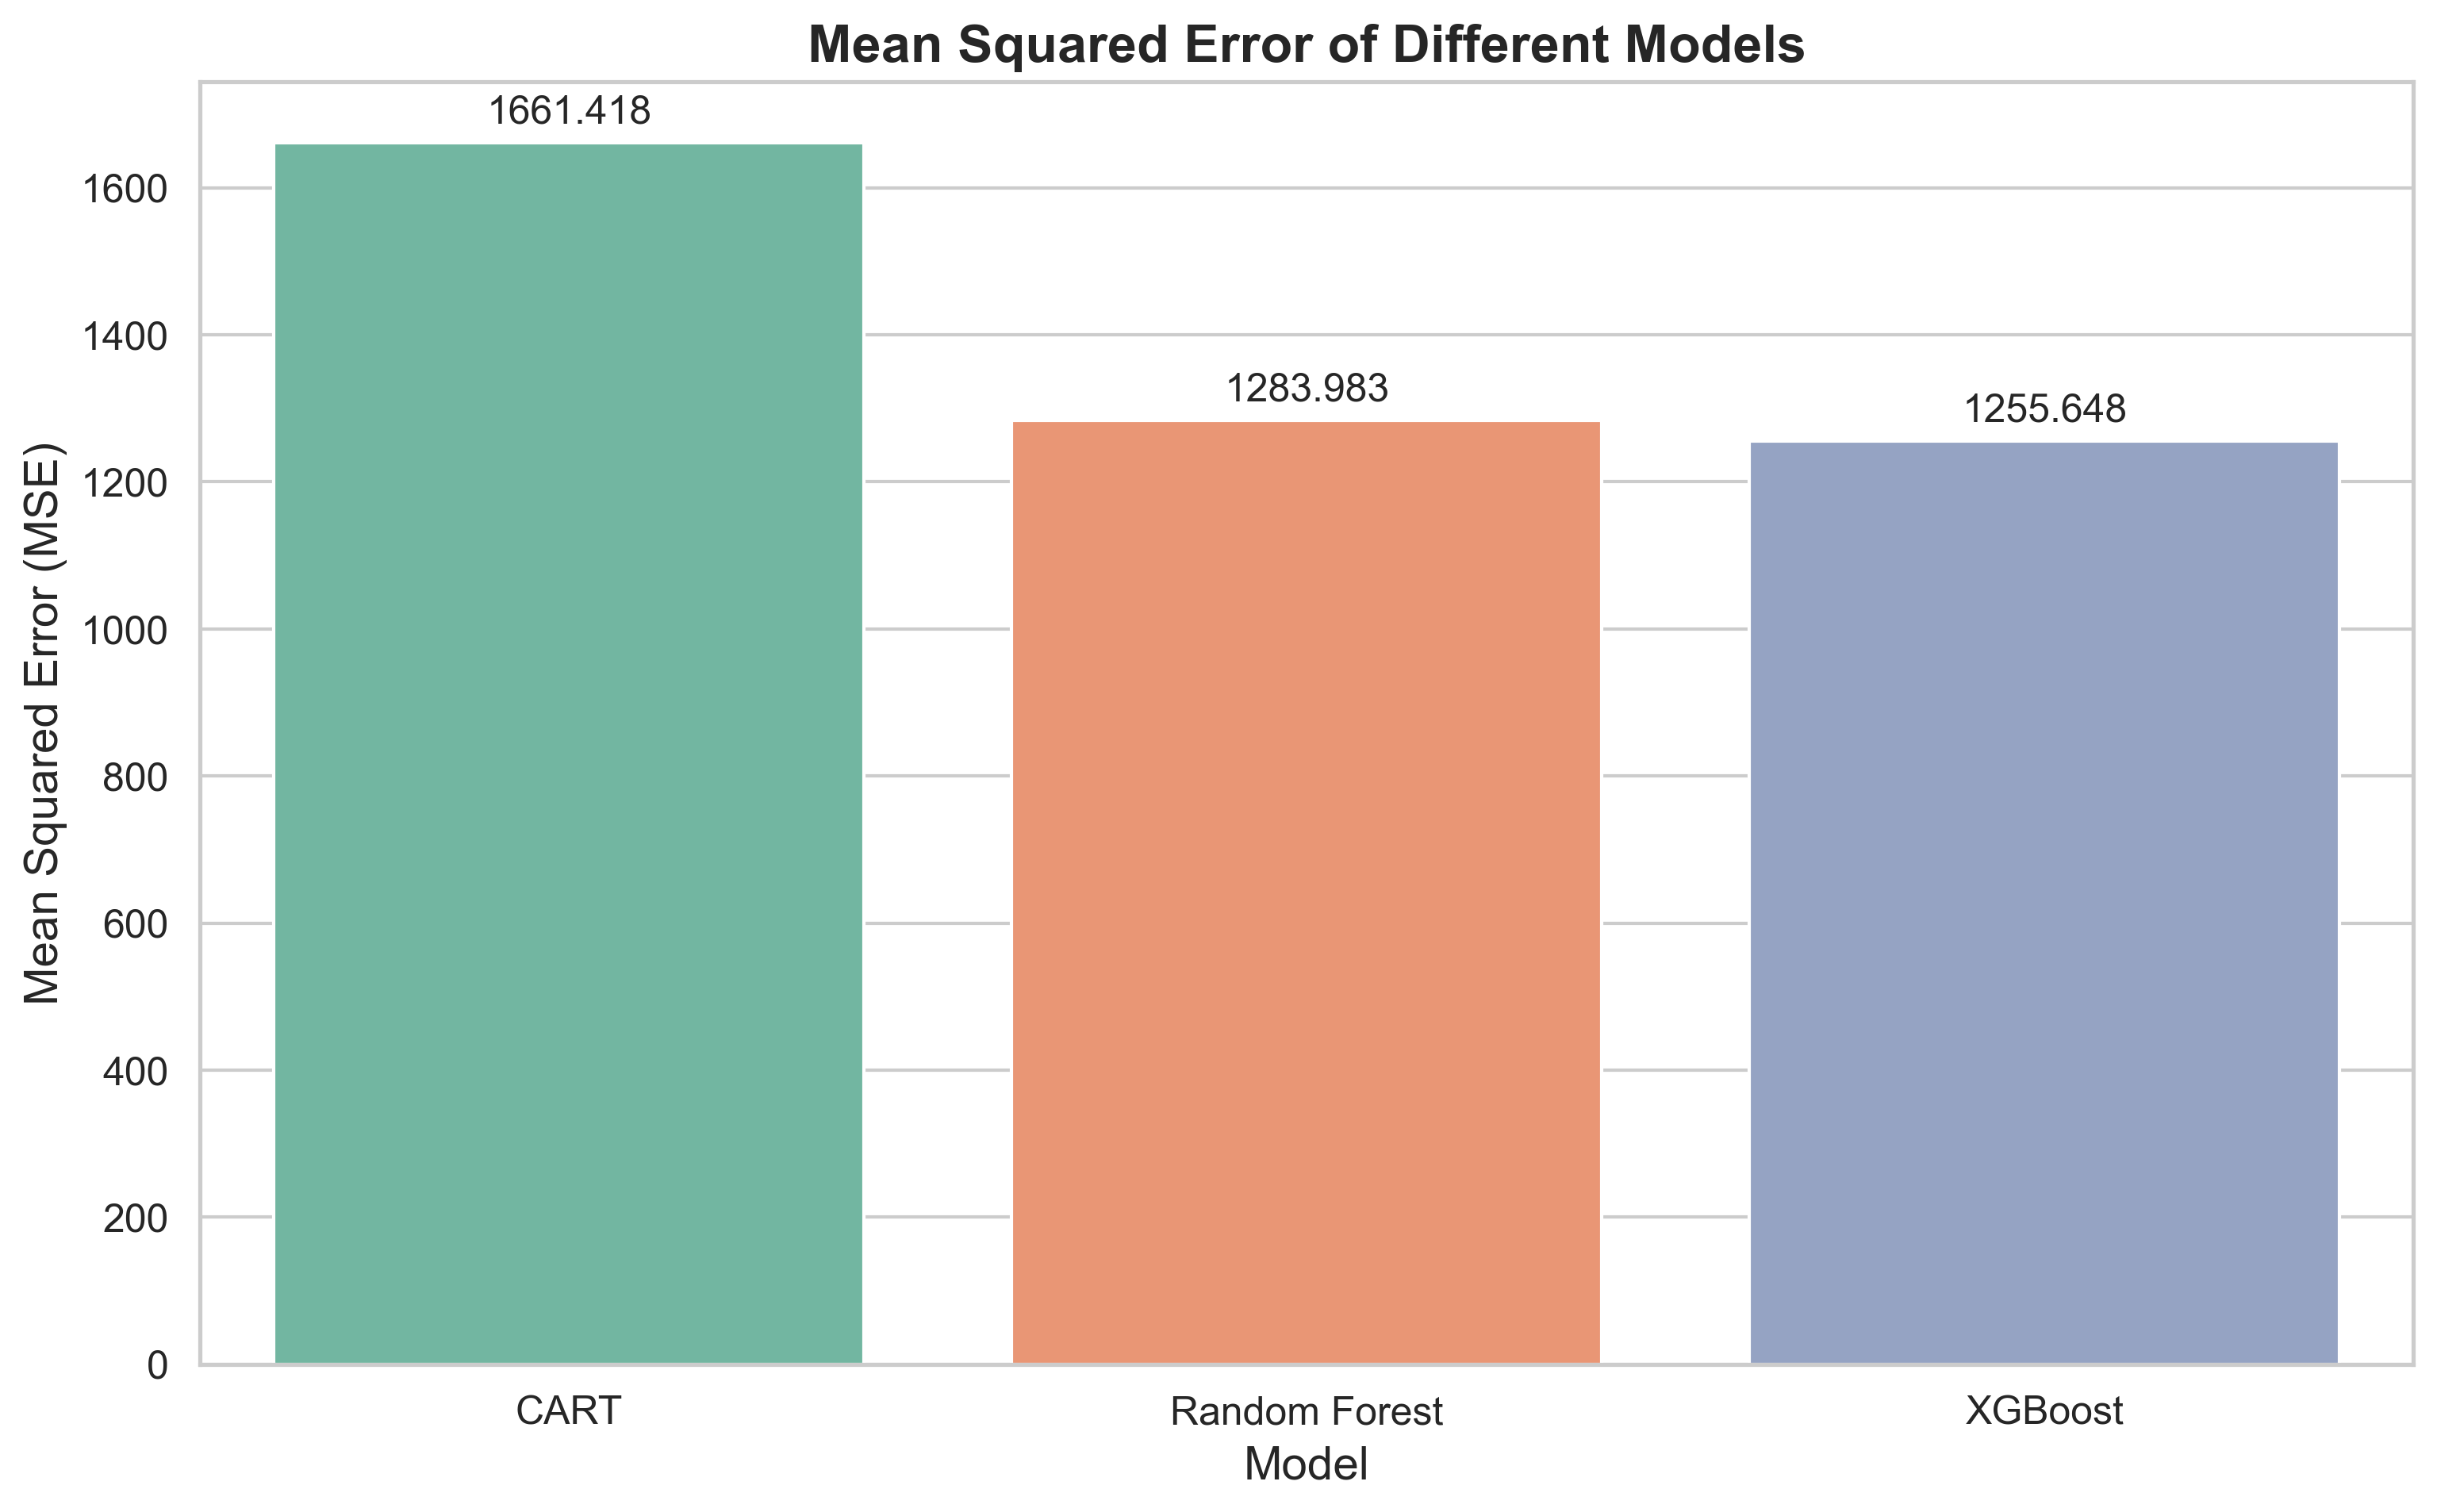 Mean Squared Error of Different Models
1661.418
1283.983
1255.648
Mean Squared Error (MSE)
1600
1400
1200
1000
800
600
400
200
0
CART
Random Forest
XGBoost
Model